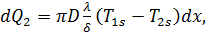 dQ₂ = πD λ/δ (T₁ₛ − T₂ₛ)dx,